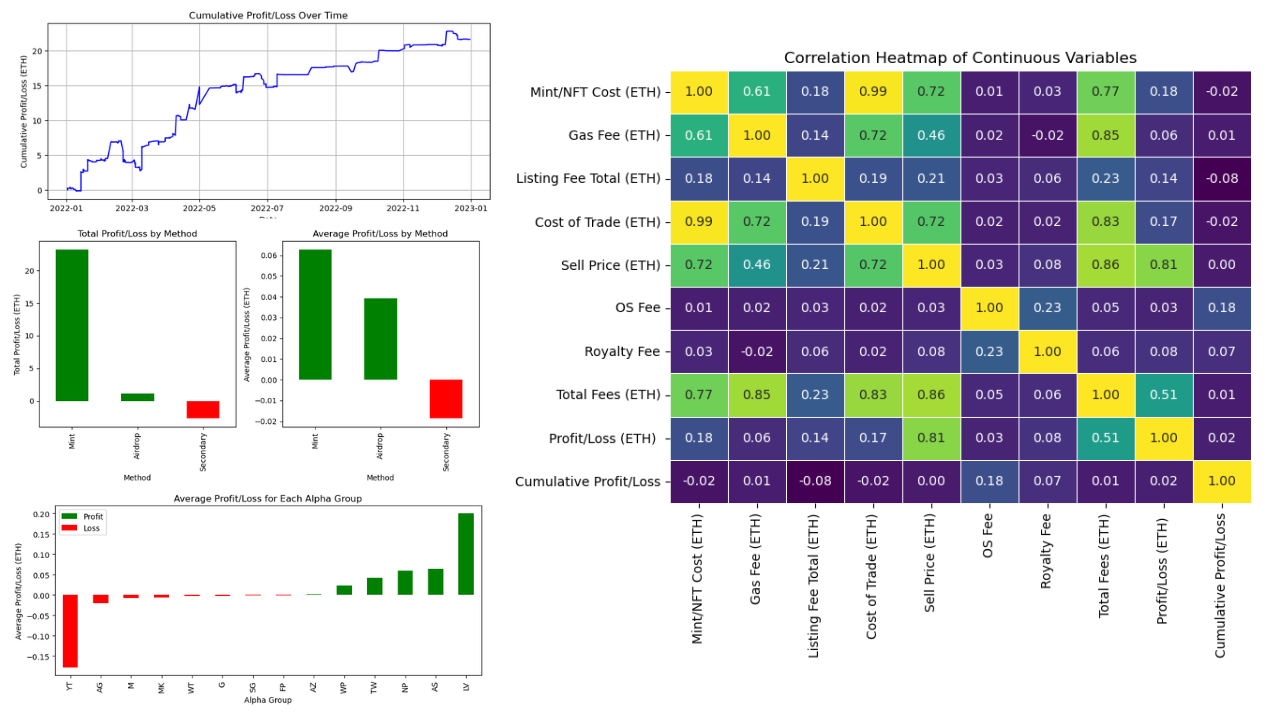 Cumulative Profit/Loss Over Time
Cumulative Profit/Loss (ETH)
20
15
10
5
0
2022-01 2022-03 2022-05 2022-07 2022-09 2022-11 2023-01
Total Profit/Loss by Method
Total Profit/Loss (ETH)
20
15
10
5
0
Mint Airdrop Secondary
Method
Average Profit/Loss by Method
Average Profit/Loss (ETH)
0.06
0.05
0.04
0.03
0.02
0.01
0.00
−0.01
−0.02
Mint Airdrop Secondary
Method
Average Profit/Loss for Each Alpha Group
Average Profit/Loss (ETH)
Profit
Loss
0.20
0.15
0.10
0.05
0.00
−0.05
−0.10
−0.15
YT AG M MK WT G SG FP AZ WP TW NP AS LV
Alpha Group
Correlation Heatmap of Continuous Variables
Mint/NFT Cost (ETH) 1.00 0.61 0.18 0.99 0.72 0.01 0.03 0.77 0.18 -0.02
Gas Fee (ETH) 0.61 1.00 0.14 0.72 0.46 0.02 -0.02 0.85 0.06 0.01
Listing Fee Total (ETH) 0.18 0.14 1.00 0.19 0.21 0.03 0.06 0.23 0.14 -0.08
Cost of Trade (ETH) 0.99 0.72 0.19 1.00 0.72 0.02 0.02 0.83 0.17 -0.02
Sell Price (ETH) 0.72 0.46 0.21 0.72 1.00 0.03 0.08 0.86 0.81 0.00
OS Fee 0.01 0.02 0.03 0.02 0.03 1.00 0.23 0.05 0.03 0.18
Royalty Fee 0.03 -0.02 0.06 0.02 0.08 0.23 1.00 0.06 0.08 0.07
Total Fees (ETH) 0.77 0.85 0.23 0.83 0.86 0.05 0.06 1.00 0.51 0.01
Profit/Loss (ETH) 0.18 0.06 0.14 0.17 0.81 0.03 0.08 0.51 1.00 0.02
Cumulative Profit/Loss -0.02 0.01 -0.08 -0.02 0.00 0.18 0.07 0.01 0.02 1.00
Mint/NFT Cost (ETH)
Gas Fee (ETH)
Listing Fee Total (ETH)
Cost of Trade (ETH)
Sell Price (ETH)
OS Fee
Royalty Fee
Total Fees (ETH)
Profit/Loss (ETH)
Cumulative Profit/Loss